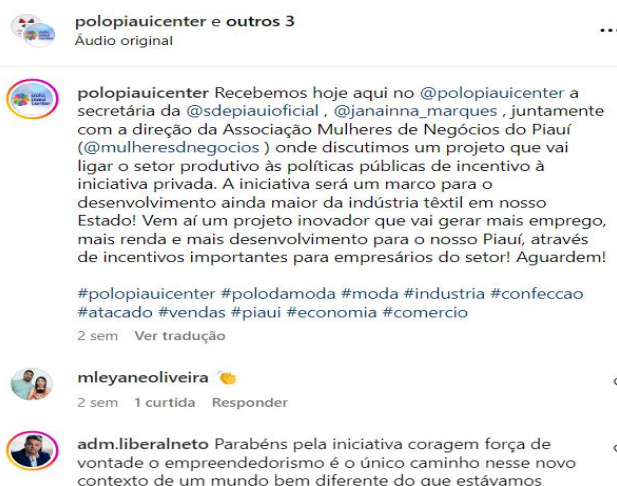 polopiauicenter e outros 3
Áudio original
polopiauicenter Recebemos hoje aqui no @polopiauicenter a
secretária da @sdepiauioficial , @janainna_marques , juntamente
com a direção da Associação Mulheres de Negócios do Piauí
(@mulheresdnegocios ) onde discutimos um projeto que vai
ligar o setor produtivo às políticas públicas de incentivo à
iniciativa privada. A iniciativa será um marco para o
desenvolvimento ainda maior da indústria têxtil em nosso
Estado! Vem aí um projeto inovador que vai gerar mais emprego,
mais renda e mais desenvolvimento para o nosso Piauí, através
de incentivos importantes para empresários do setor! Aguardem!
#polopiauicenter #polodamoda #moda #industria #confeccao
#atacado #vendas #piaui #economia #comercio
2 sem Ver tradução
mleyaneoliveira 👏
2 sem 1 curtida Responder
adm.liberalneto Parabéns pela iniciativa coragem força de
vontade o empreendedorismo é o único caminho nesse novo
contexto de um mundo bem diferente do que estávamos